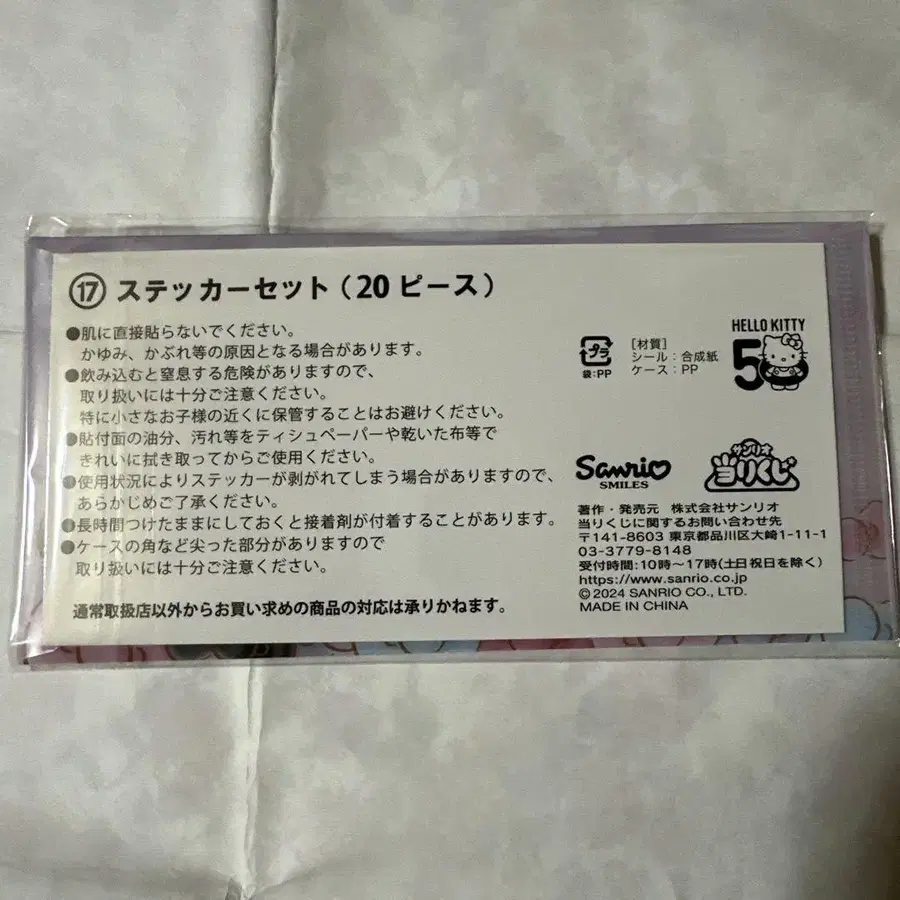 ⑰ ステッカーセット(20 ピース)
●肌に直接貼らないでください。
かゆみ、かぶれ等の原因となる場合があります。
●飲み込むと窒息する危険がありますので、
取り扱いには十分ご注意ください。
特に小さなお子様の近くに保管することはお避けください。
●貼付面の油分、汚れ等をティシュペーパーや乾いた布等で
きれいに拭き取ってからご使用ください。
●使用状況によりステッカーが剥がれてしまう場合がありますので、
あらかじめご了承ください。
●長時間つけたままにしておくと接着剤が付着することがあります。
●ケースの角など尖った部分がありますので
取り扱いには十分ご注意ください。
通常取扱店以外からお買い求めの商品の対応は承りかねます。
プラ
袋:PP
[材質]
シール:合成紙
ケース:PP
HELLO KITTY
50
Sanrio
SMILES
サンリオ
当りくじ
著作・発売元 株式会社サンリオ
当りくじに関するお問い合わせ先
〒141-8603 東京都品川区大崎1-11-1
03-3779-8148
受付時間:10時~17時(土日祝日を除く)
https://www.sanrio.co.jp
©2024 SANRIO CO., LTD.
MADE IN CHINA